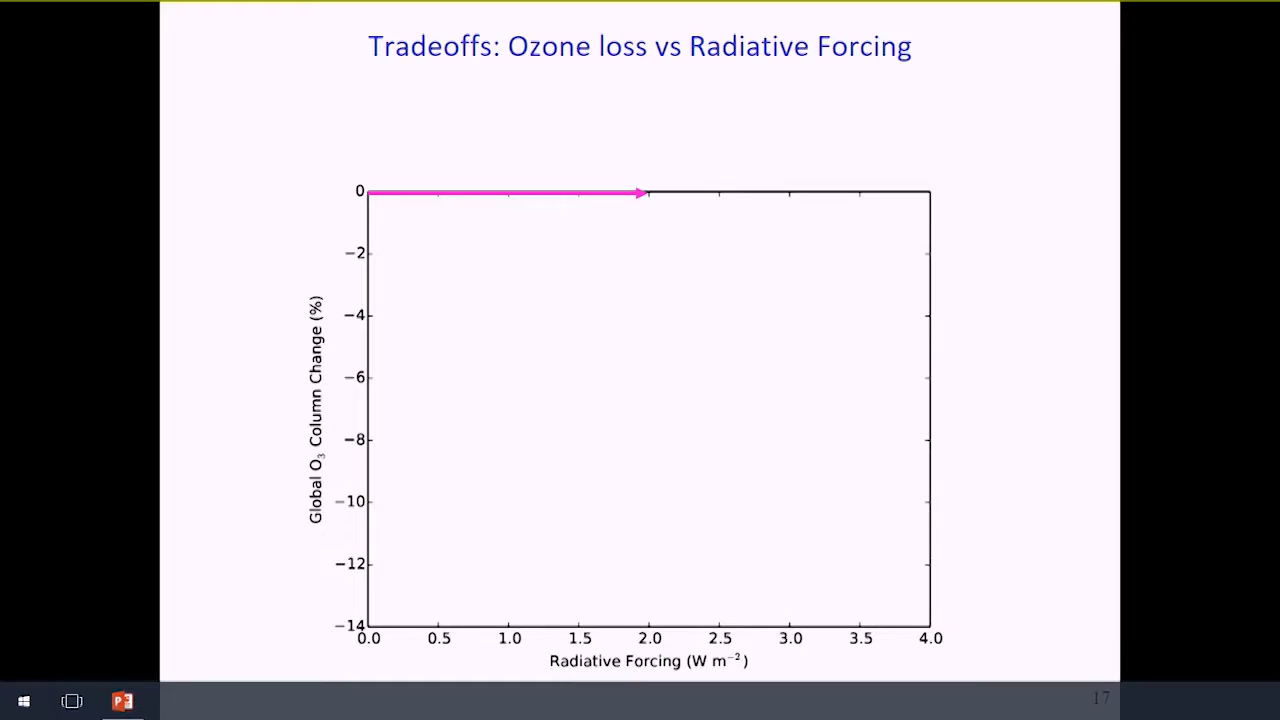 Tradeoffs: Ozone loss vs Radiative Forcing
0
−2
−4
−6
−8
−10
−12
−14
Global O₃ Column Change (%)
0.0 0.5 1.0 1.5 2.0 2.5 3.0 3.5 4.0
Radiative Forcing (W m⁻²)
17